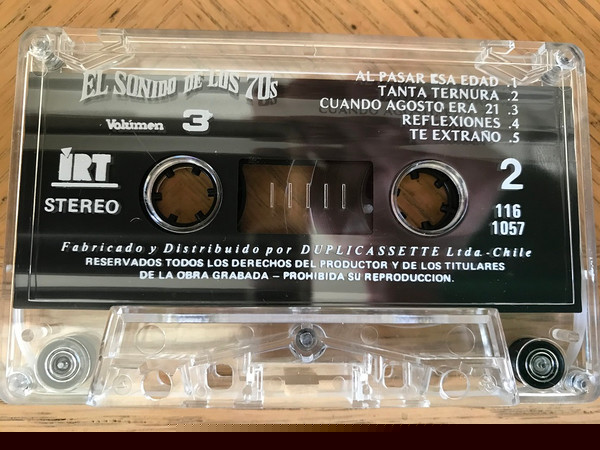 EL SONIDO DE LOS 70s
Volúmen 3
AL PASAR ESA EDAD .1
TANTA TERNURA .2
CUANDO AGOSTO ERA 21 .3
REFLEXIONES .4
TE EXTRAÑO .5
IRT
STEREO
2
116
1057
Fabricado y Distribuido por DUPLICASSETTE Ltda.-Chile
RESERVADOS TODOS LOS DERECHOS DEL PRODUCTOR Y DE LOS TITULARES
DE LA OBRA GRABADA – PROHIBIDA SU REPRODUCCION.